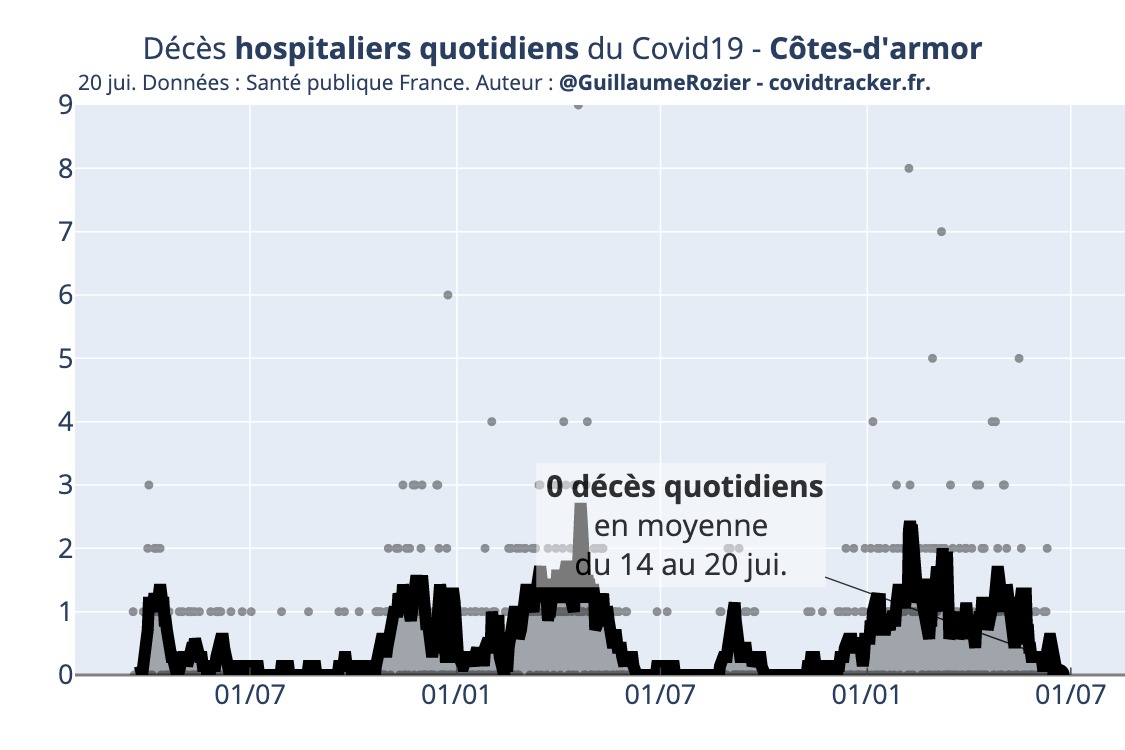 Décès hospitaliers quotidiens du Covid19 - Côtes-d'armor
20 jui. Données : Santé publique France. Auteur : @GuillaumeRozier - covidtracker.fr.
9
8
7
6
5
4
3
0 décès quotidiens
en moyenne
2
du 14 au 20 jui.
1
0
01/07 01/01 01/07 01/01 01/07